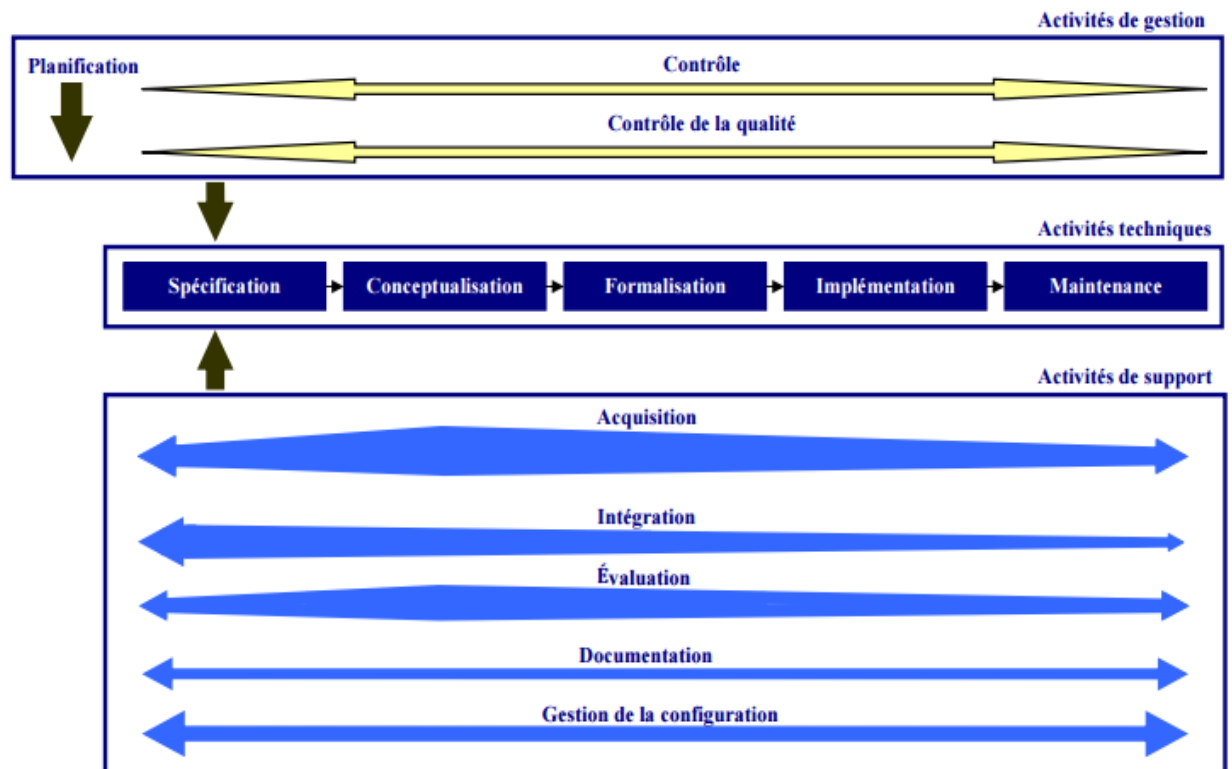 Activités de gestion
Planification
Contrôle
Contrôle de la qualité
Activités techniques
Spécification
Conceptualisation
Formalisation
Implémentation
Maintenance
Activités de support
Acquisition
Intégration
Évaluation
Documentation
Gestion de la configuration